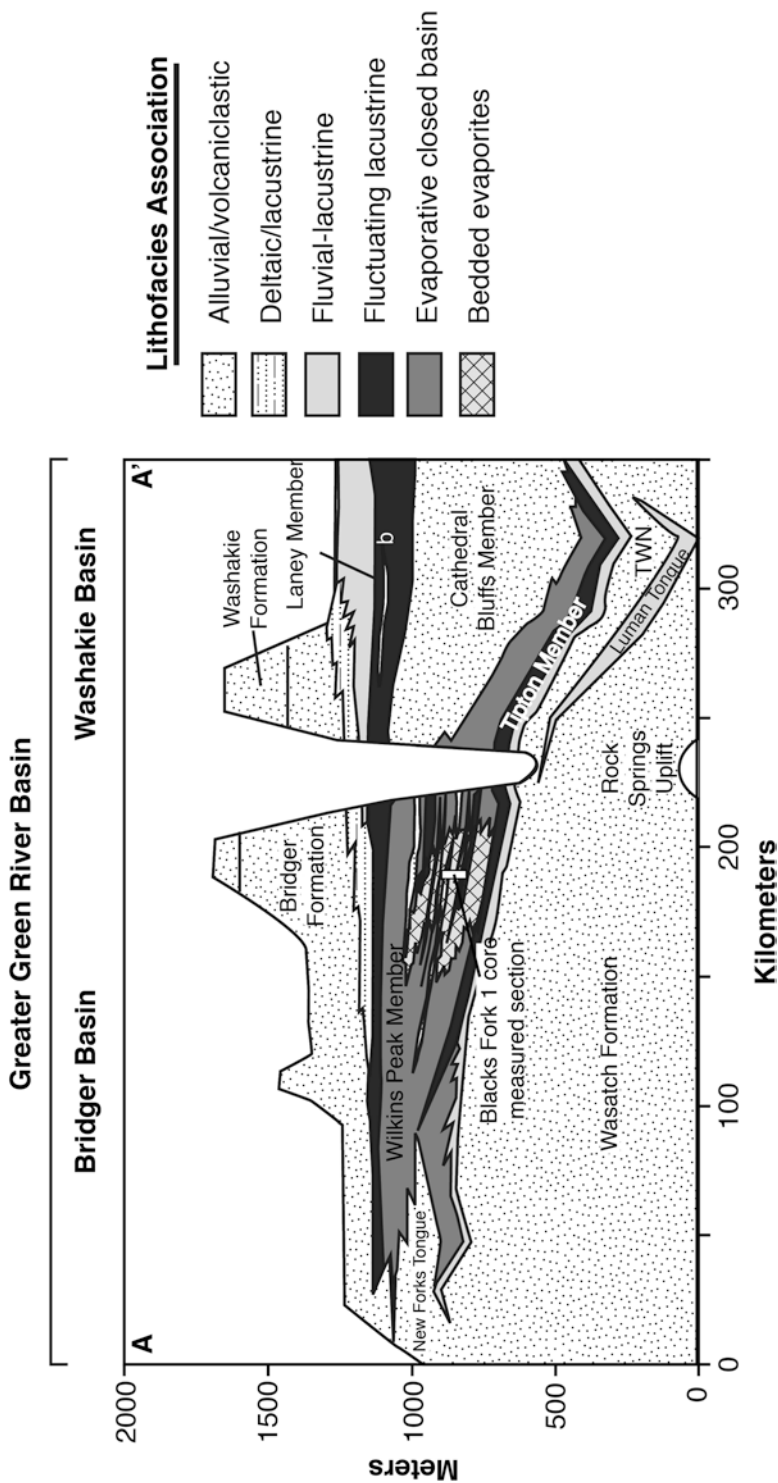 Greater Green River Basin
Bridger Basin
Washakie Basin
A
A'
Meters
2000
1500
1000
500
0
Washakie
Formation
Laney Member
Bridger
Formation
b
Wilkins Peak Member
Cathedral
Bluffs Member
New Forks Tongue
Tipton Member
TWN
Luman Tongue
Blacks Fork 1 core
measured section
Rock
Springs
Uplift
Wasatch Formation
0
100
200
300
Kilometers
Lithofacies Association
Alluvial/volcaniclastic
Deltaic/lacustrine
Fluvial-lacustrine
Fluctuating lacustrine
Evaporative closed basin
Bedded evaporites